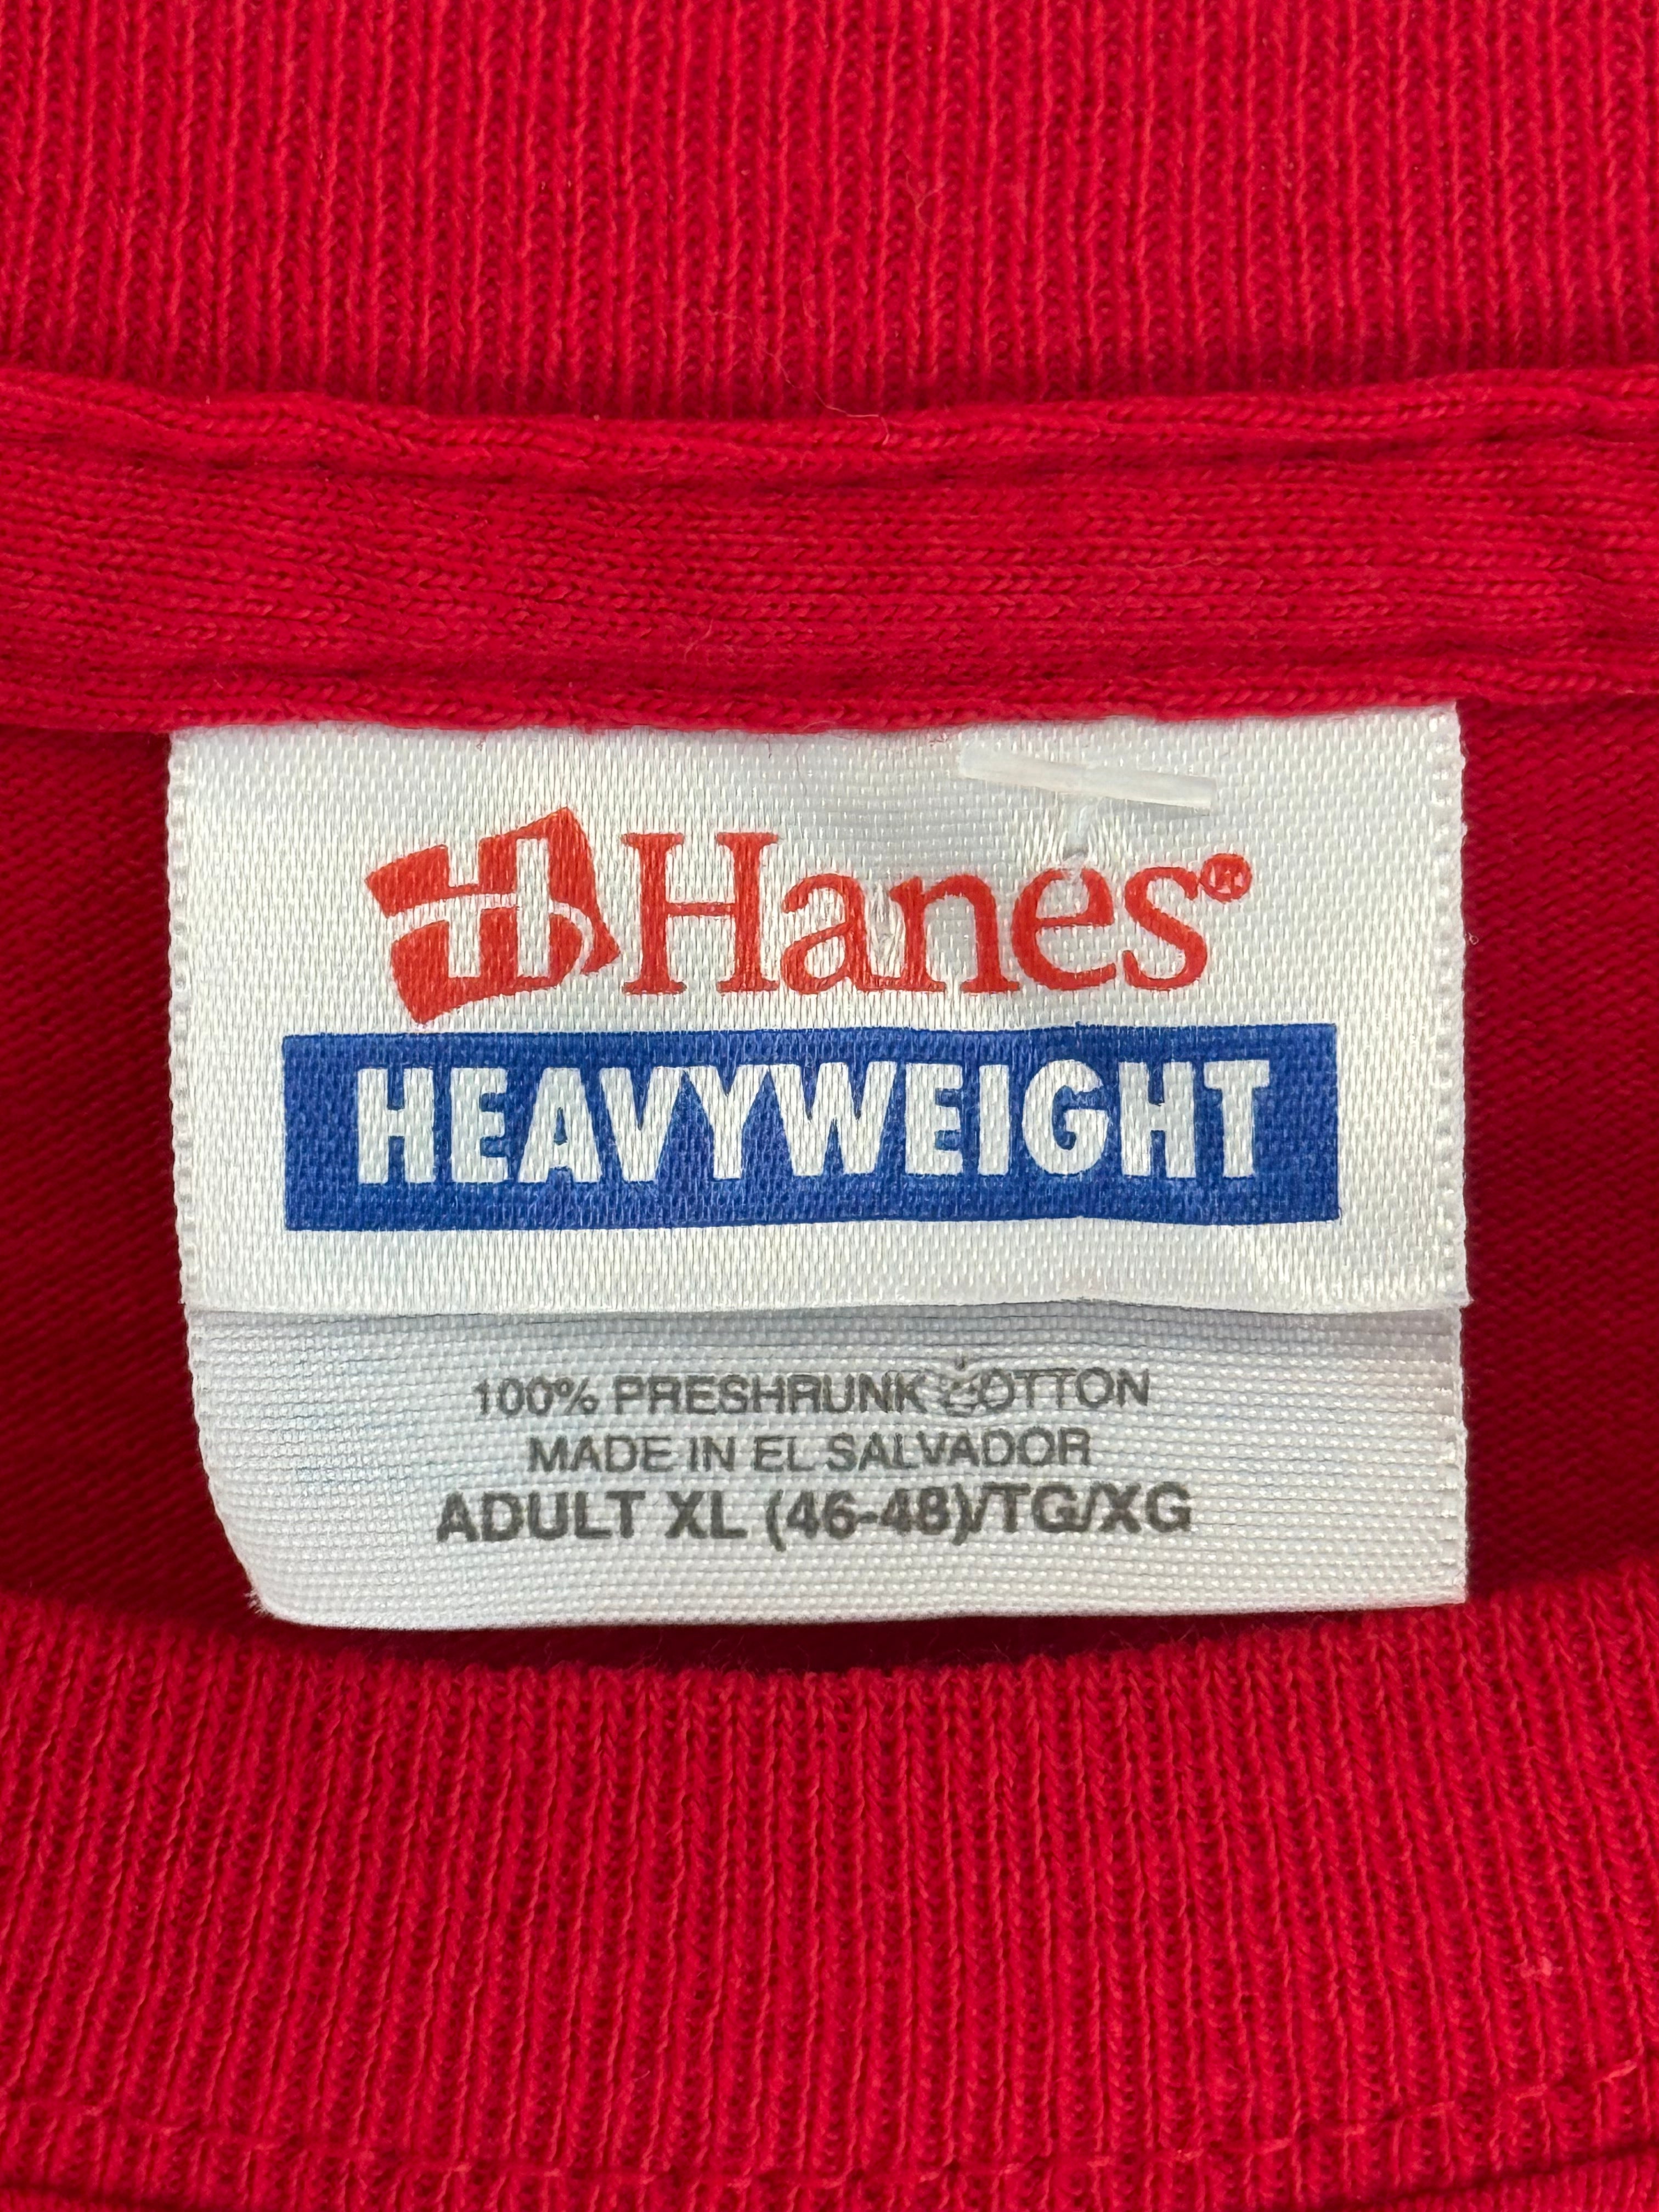 Hanes®
HEAVYWEIGHT
100% PRESHRUNK COTTON
MADE IN EL SALVADOR
ADULT XL (46-48)/TG/XG